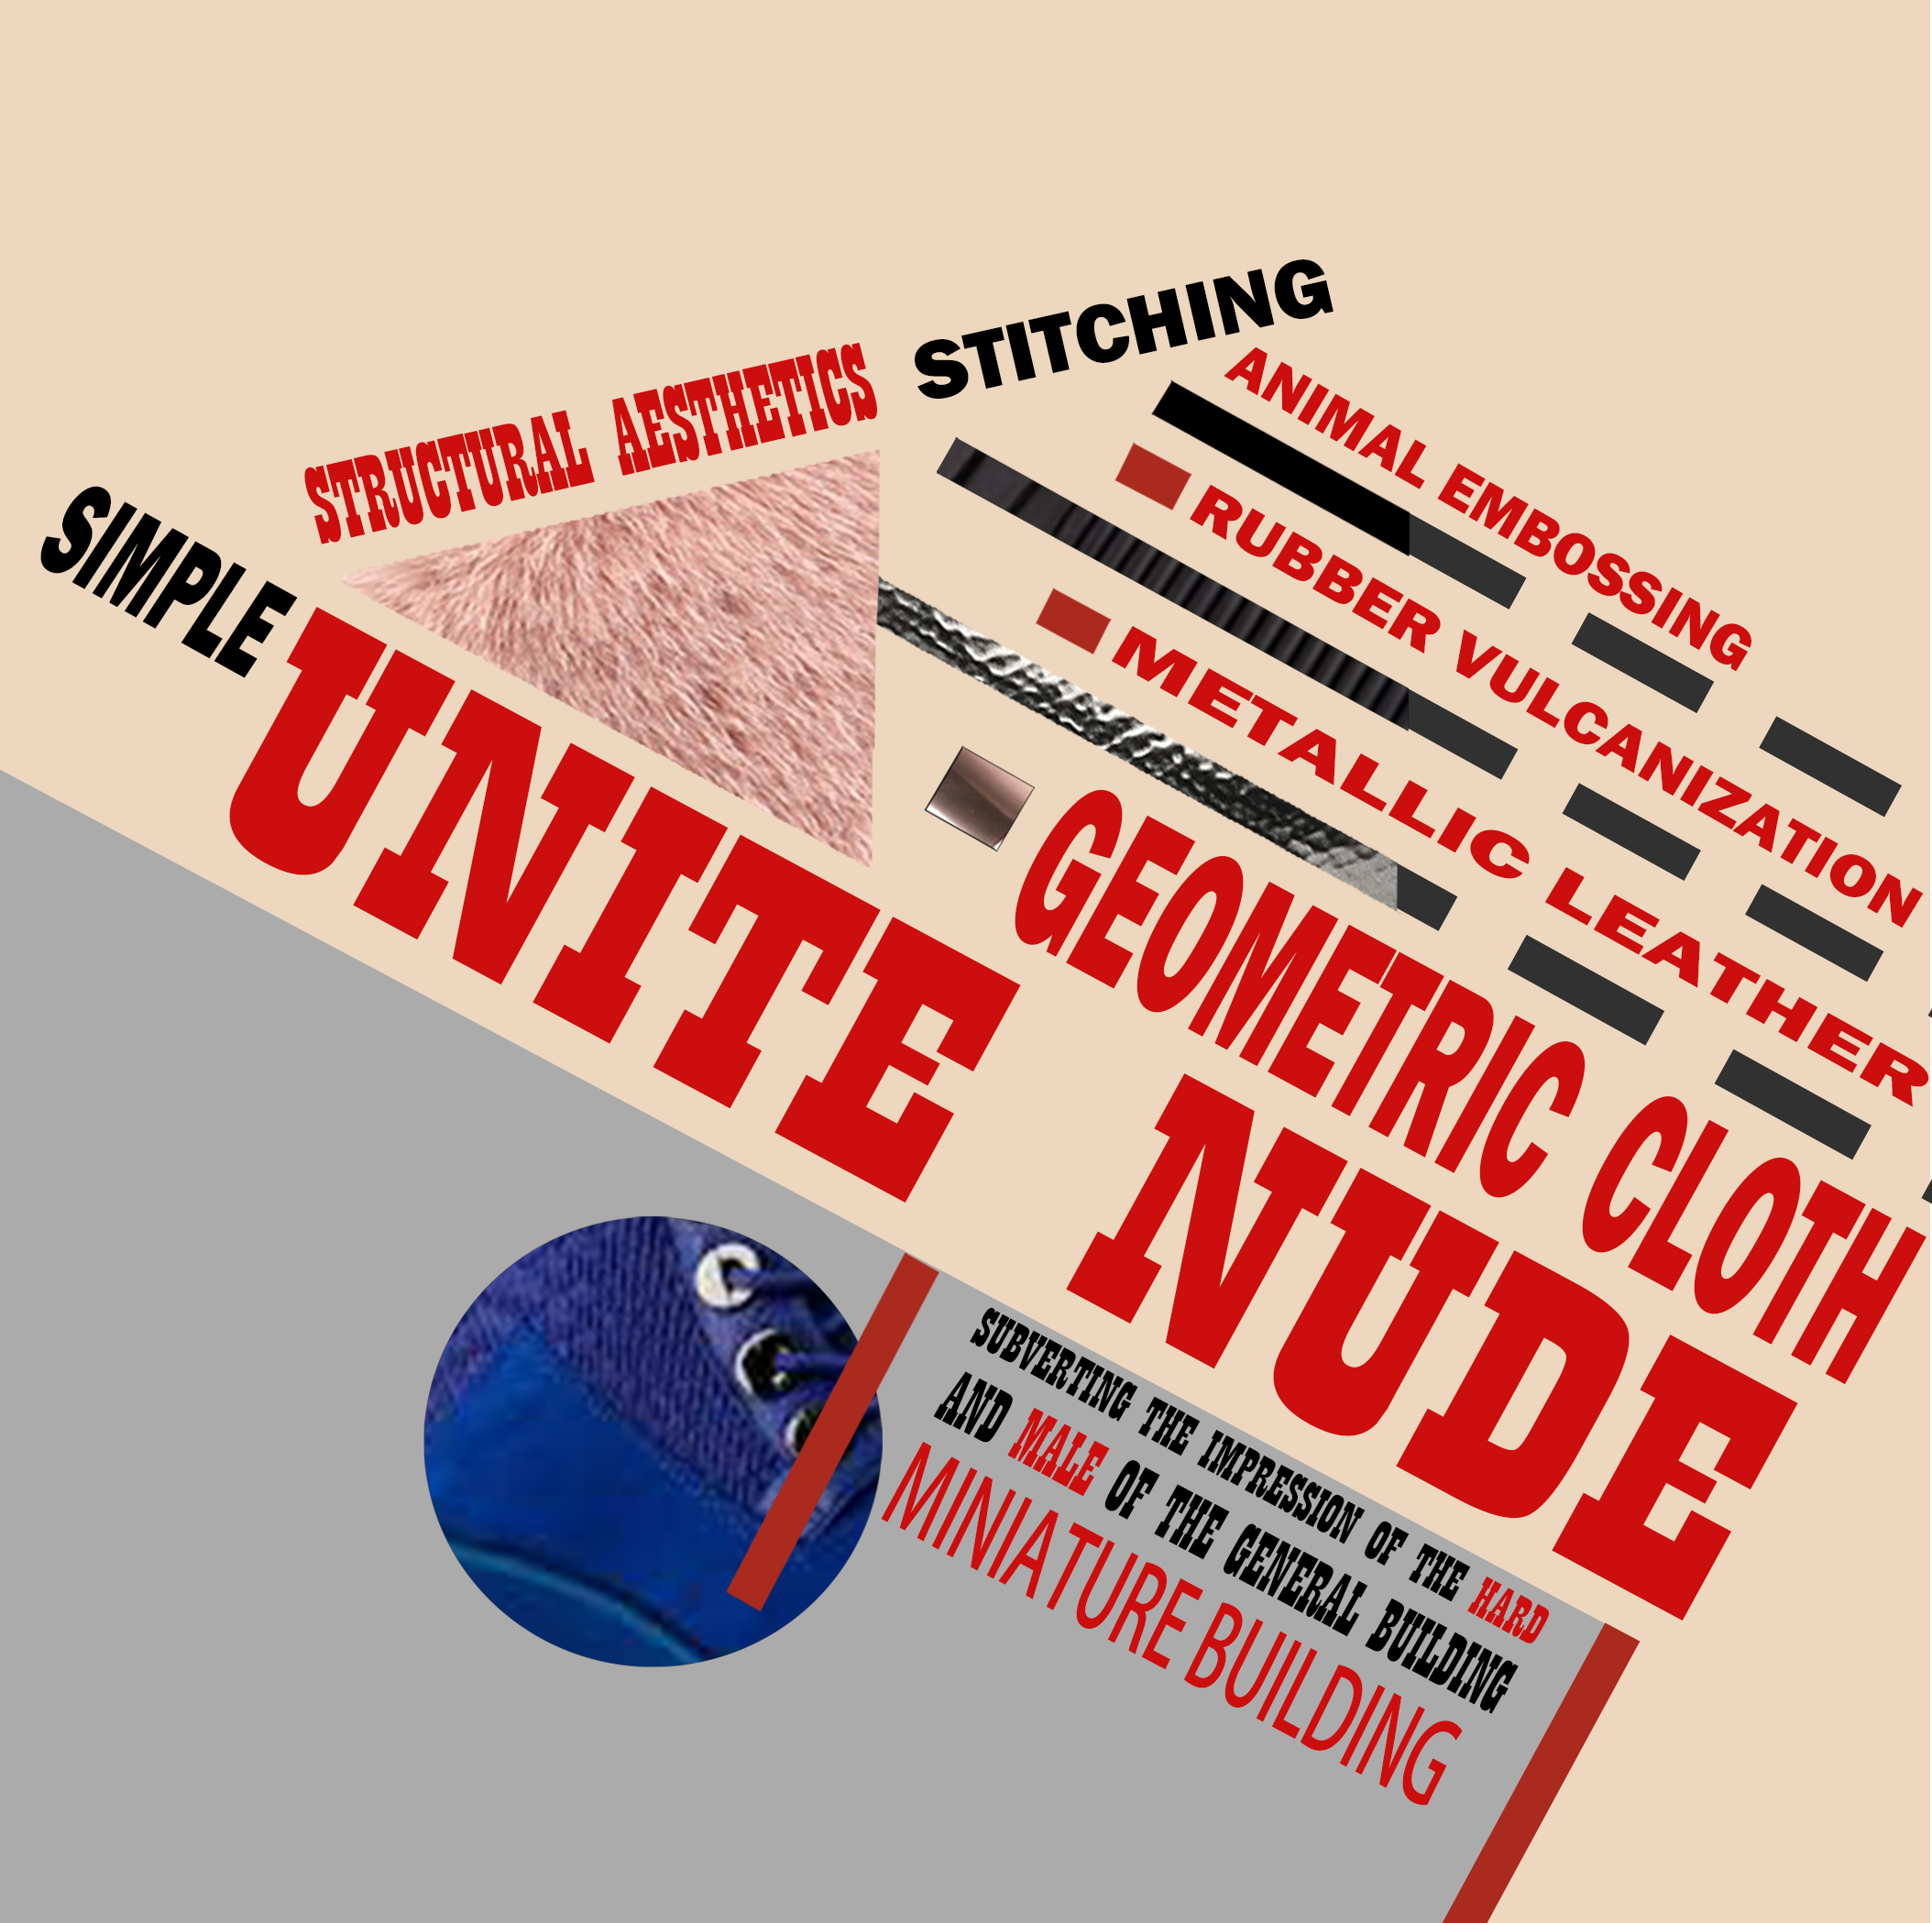 STITCHING
STRUCTURAL AESTHETICS
SIMPLE
UNITE
ANIMAL EMBOSSING
RUBBER VULCANIZATION
METALLIC LEATHER
GEOMETRIC CLOTH
NUDE
SUBVERTING THE IMPRESSION OF THE HARD
AND MALE OF THE GENERAL BUILDING
MINIATURE BUILDING